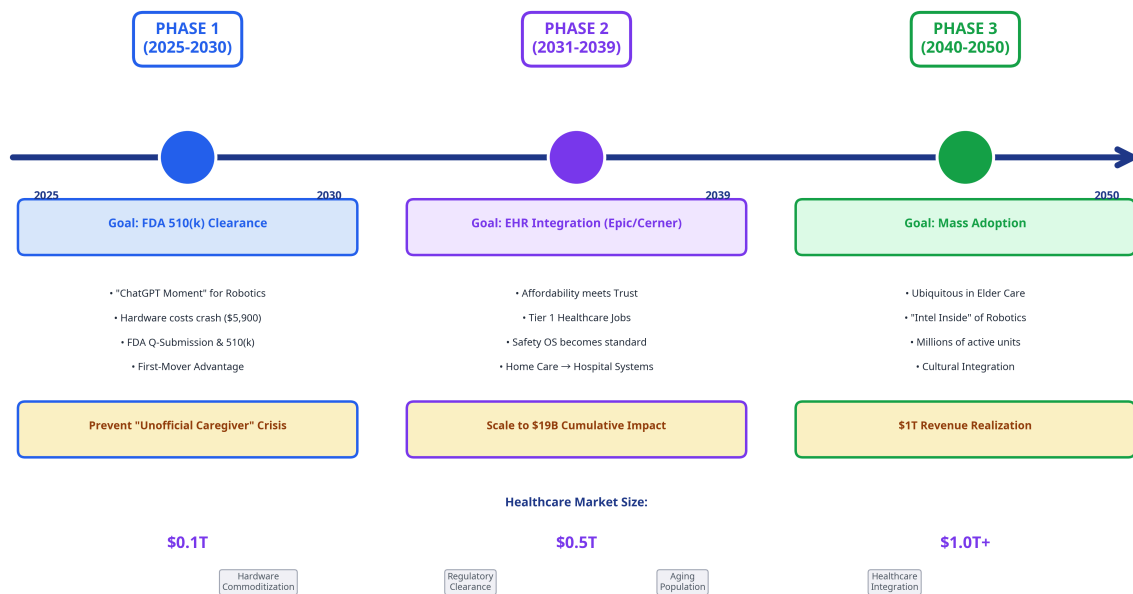 PHASE 1
(2025-2030)
PHASE 2
(2031-2039)
PHASE 3
(2040-2050)
2025
2030
2039
2050
Goal: FDA 510(k) Clearance
Goal: EHR Integration (Epic/Cerner)
Goal: Mass Adoption
• "ChatGPT Moment" for Robotics
• Hardware costs crash ($5,900)
• FDA Q-Submission & 510(k)
• First-Mover Advantage
• Affordability meets Trust
• Tier 1 Healthcare Jobs
• Safety OS becomes standard
• Home Care → Hospital Systems
• Ubiquitous in Elder Care
• "Intel Inside" of Robotics
• Millions of active units
• Cultural Integration
Prevent "Unofficial Caregiver" Crisis
Scale to $19B Cumulative Impact
$1T Revenue Realization
Healthcare Market Size:
$0.1T
$0.5T
$1.0T+
Hardware
Commoditization
Regulatory
Clearance
Aging
Population
Healthcare
Integration